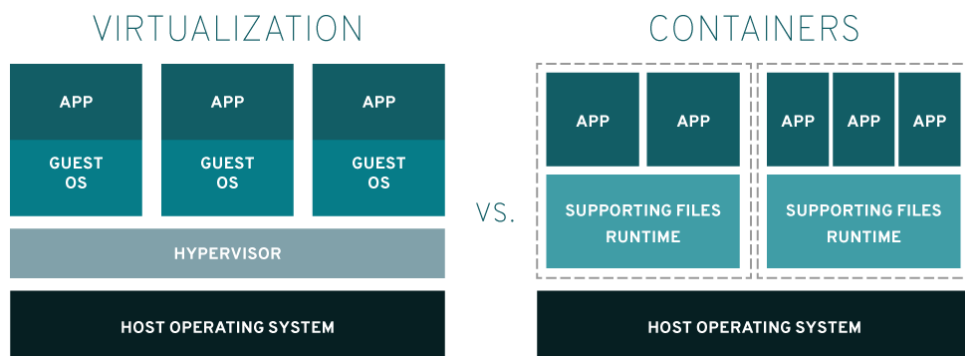 VIRTUALIZATION
APP
APP
APP
GUEST
OS
GUEST
OS
GUEST
OS
HYPERVISOR
HOST OPERATING SYSTEM
VS.
CONTAINERS
APP
APP
APP
APP
APP
SUPPORTING FILES
RUNTIME
SUPPORTING FILES
RUNTIME
HOST OPERATING SYSTEM